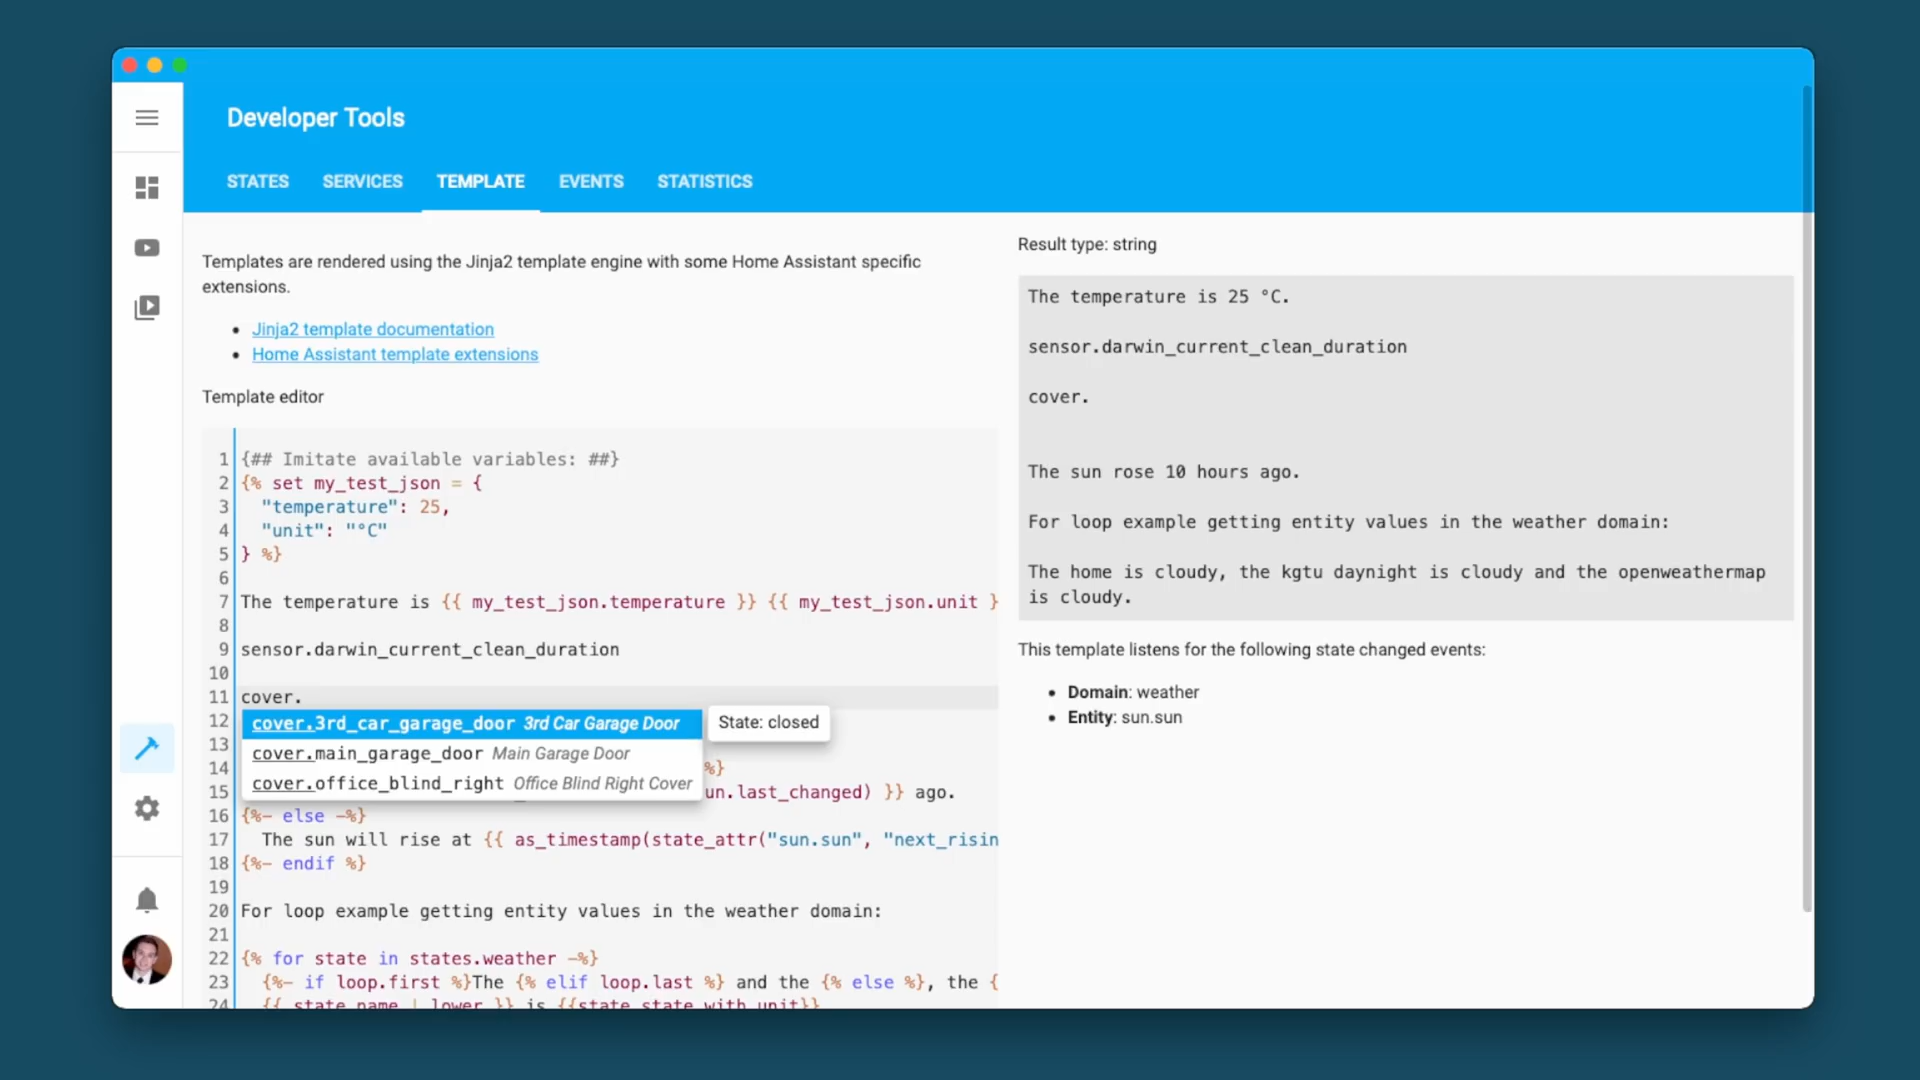 Developer Tools
STATES SERVICES TEMPLATE EVENTS STATISTICS
Templates are rendered using the Jinja2 template engine with some Home Assistant specific
extensions.
Jinja2 template documentation
Home Assistant template extensions
Template editor
1 {## Imitate available variables: ##}
2 {% set my_test_json = {
3 "temperature": 25,
4 "unit": "°C"
5 } %}
6
7 The temperature is {{ my_test_json.temperature }} {{ my_test_json.unit }
8
9 sensor.darwin_current_clean_duration
10
11 cover.
12
cover.3rd_car_garage_door 3rd Car Garage Door
State: closed
13
cover.main_garage_door Main Garage Door
14 %}
cover.office_blind_right Office Blind Right Cover
15 un.last_changed) }} ago.
16 {%- else -%}
17 The sun will rise at {{ as_timestamp(state_attr("sun.sun", "next_risin
18 {%- endif %}
19
20 For loop example getting entity values in the weather domain:
21
22 {% for state in states.weather -%}
23 {%- if loop.first %}The {% elif loop.last %} and the {% else %}, the {
24 {{ state.name | lower }} is {{state.state_with_unit}}
Result type: string
The temperature is 25 °C.
sensor.darwin_current_clean_duration
cover.
The sun rose 10 hours ago.
For loop example getting entity values in the weather domain:
The home is cloudy, the kgtu daynight is cloudy and the openweathermap
is cloudy.
This template listens for the following state changed events:
Domain: weather
Entity: sun.sun